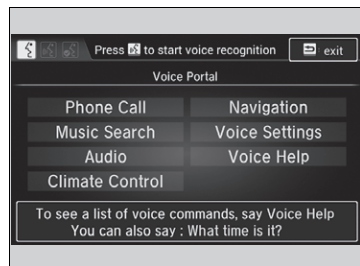 Press to start voice recognition
exit
Voice Portal
Phone Call
Navigation
Music Search
Voice Settings
Audio
Voice Help
Climate Control
To see a list of voice commands, say Voice Help
You can also say : What time is it?